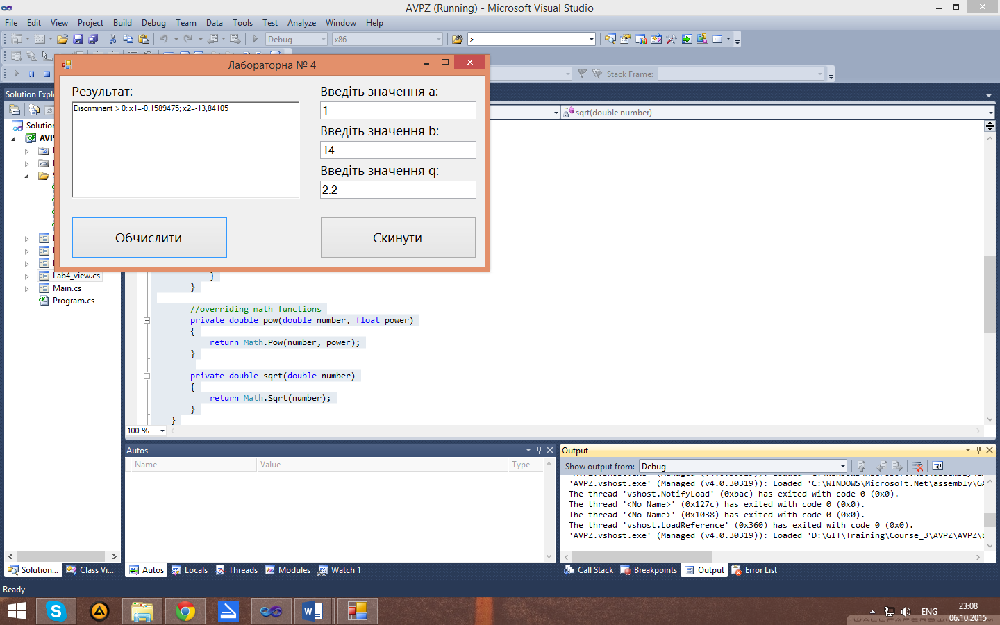 AVPZ (Running) - Microsoft Visual Studio
File Edit View Project Build Debug Team Data Tools Test Analyze Window Help
Debug x86 >
Stack Frame:
Лабораторна № 4
Результат:
Discriminant > 0: x1=-0,1589475; x2=-13,84105
Введіть значення a:
1
Введіть значення b:
14
Введіть значення q:
2.2
Обчислити
Скинути
Solution Explo
Solution
AVP
Lab4_view.cs
Main.cs
Program.cs
sqrt(double number)
}
}
//overriding math functions
private double pow(double number, float power)
{
return Math.Pow(number, power);
}
private double sqrt(double number)
{
return Math.Sqrt(number);
}
}
100 %
Autos
Name Value Type
Output
Show output from: Debug
'AVPZ.vshost.exe' (Managed (v4.0.30319)): Loaded 'C:\WINDOWS\Microsoft.Net\assembly\GA
The thread 'vshost.NotifyLoad' (0xbac) has exited with code 0 (0x0).
The thread '<No Name>' (0x127c) has exited with code 0 (0x0).
The thread '<No Name>' (0x1038) has exited with code 0 (0x0).
The thread 'vshost.LoadReference' (0x360) has exited with code 0 (0x0).
'AVPZ.vshost.exe' (Managed (v4.0.30319)): Loaded 'D:\GIT\Training\Course_3\AVPZ\AVPZ\b
Solution... Class Vi...
Autos Locals Threads Modules Watch 1
Call Stack Breakpoints Output Error List
Ready
ENG
23:08
06.10.2015